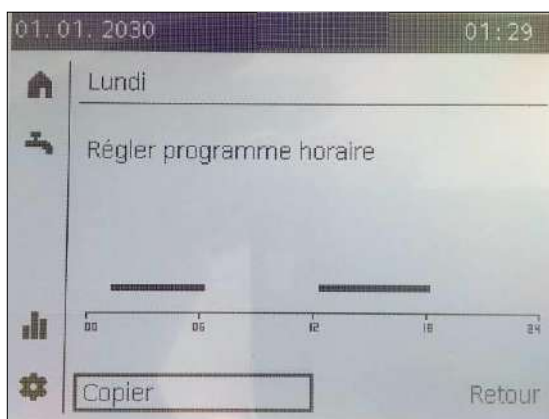 01. 01. 2030 01:29
Lundi
Régler programme horaire
00 06 12 18 24
Copier Retour